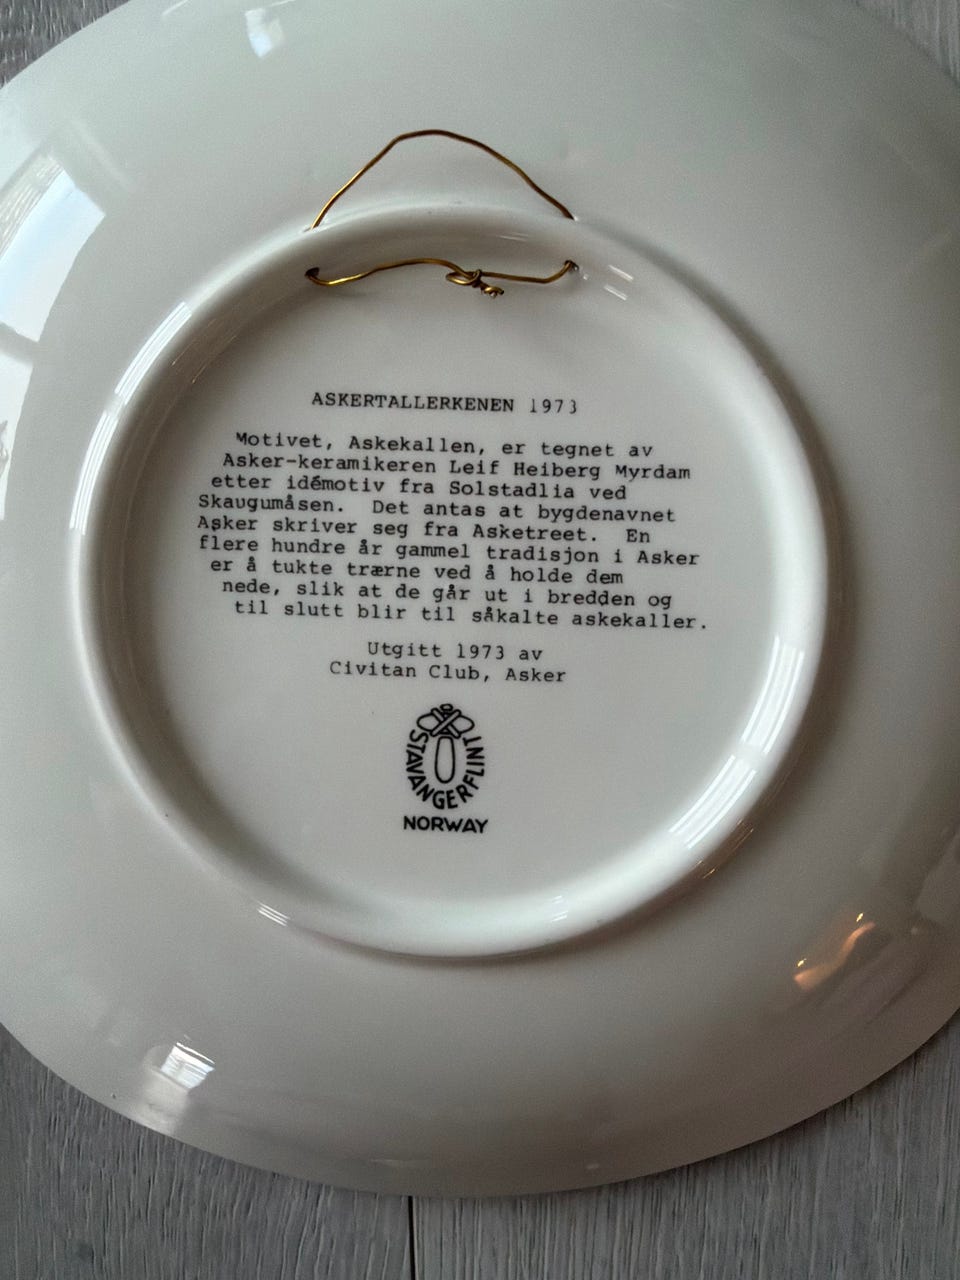 ASKERTALLERKENEN 1973
Motivet, Askekallen, er tegnet av
Asker-keramikeren Leif Heiberg Myrdam
etter idémotiv fra Solstadlia ved
Skaugumåsen. Det antas at bygdenavnet
Asker skriver seg fra Asketreet. En
flere hundre år gammel tradisjon i Asker
er å tukte trærne ved å holde dem
nede, slik at de går ut i bredden og
til slutt blir til såkalte askekaller.
Utgitt 1973 av
Civitan Club, Asker
STAVANGERFLINT
NORWAY